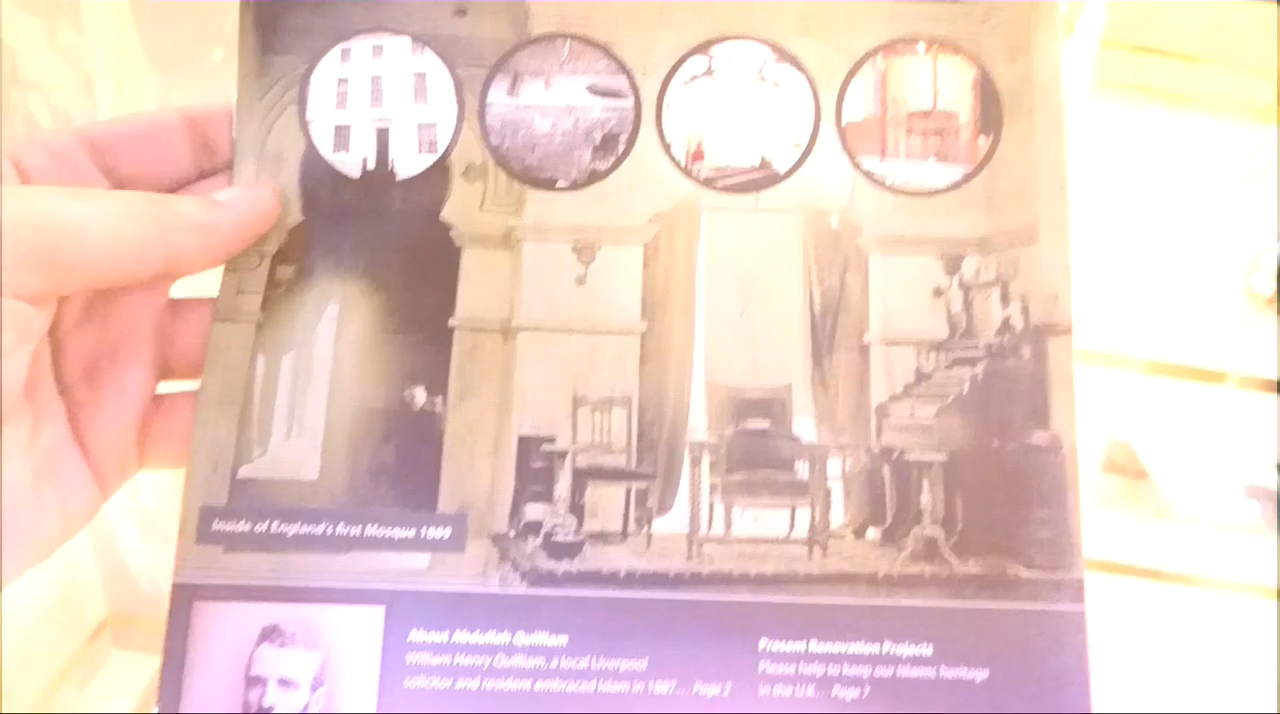 Inside of England's first Mosque 1889
About Abdullah Quilliam
William Henry Quilliam, a local Liverpool
solicitor and resident embraced Islam in 1887... Page 2
Present Renovation Projects
Please help to keep our Islamic heritage
in the U.K... Page 7